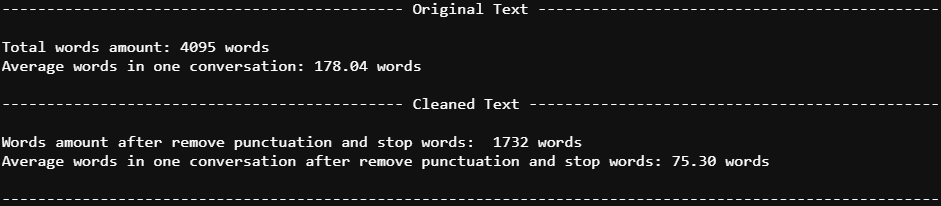 --------------------------------------------- Original Text ---------------------------------------------
Total words amount: 4095 words
Average words in one conversation: 178.04 words
--------------------------------------------- Cleaned Text ----------------------------------------------
Words amount after remove punctuation and stop words:  1732 words
Average words in one conversation after remove punctuation and stop words: 75.30 words
---------------------------------------------------------------------------------------------------------